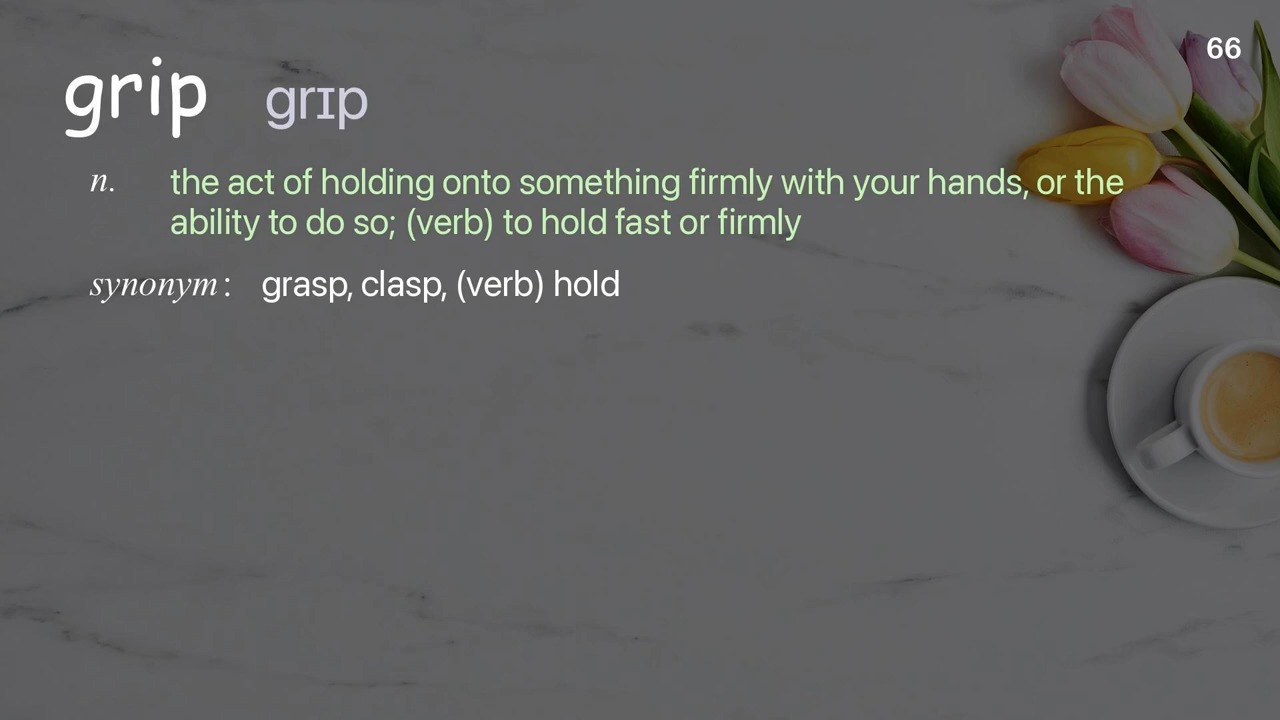 66
grip grɪp
n. the act of holding onto something firmly with your hands, or the
ability to do so; (verb) to hold fast or firmly
synonym: grasp, clasp, (verb) hold